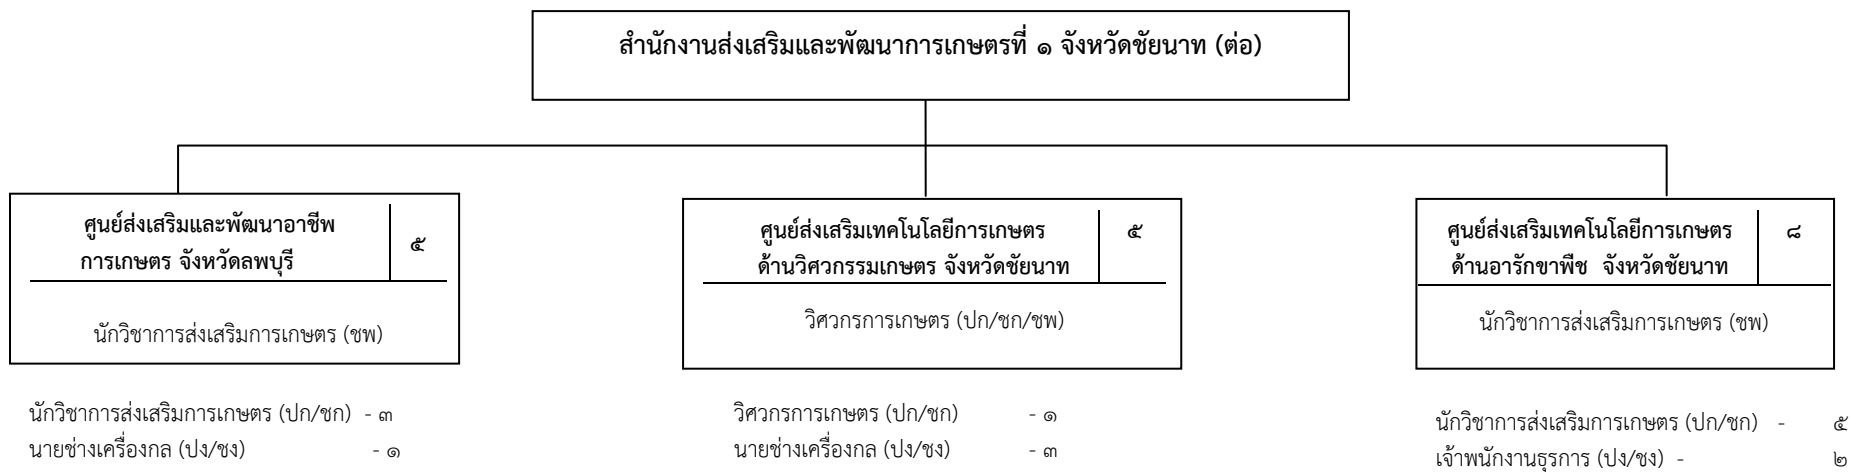 สำนักงานส่งเสริมและพัฒนาการเกษตรที่ ๑ จังหวัดชัยนาท (ต่อ)
ศูนย์ส่งเสริมและพัฒนาอาชีพ
การเกษตร จังหวัดลพบุรี
๕
นักวิชาการส่งเสริมการเกษตร (ชพ)
นักวิชาการส่งเสริมการเกษตร (ปก/ชก) - ๓
นายช่างเครื่องกล (ปง/ชง) - ๑
ศูนย์ส่งเสริมเทคโนโลยีการเกษตร
ด้านวิศวกรรมเกษตร จังหวัดชัยนาท
๕
วิศวกรการเกษตร (ปก/ชก/ชพ)
วิศวกรการเกษตร (ปก/ชก) - ๑
นายช่างเครื่องกล (ปง/ชง) - ๓
ศูนย์ส่งเสริมเทคโนโลยีการเกษตร
ด้านอารักขาพืช จังหวัดชัยนาท
๘
นักวิชาการส่งเสริมการเกษตร (ชพ)
นักวิชาการส่งเสริมการเกษตร (ปก/ชก) - ๕
เจ้าพนักงานธุรการ (ปง/ชง) - ๒